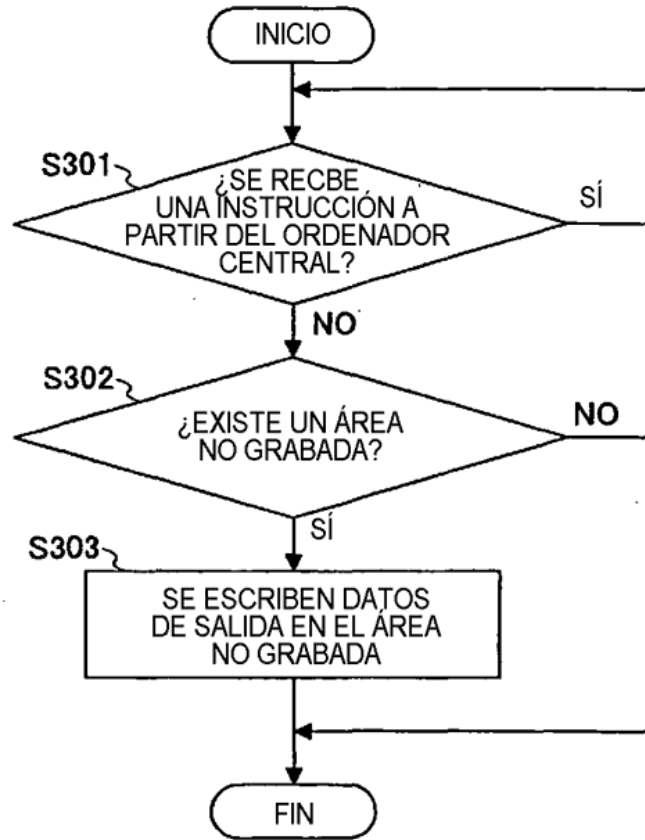 INICIO
S301
¿SE RECBE
UNA INSTRUCCIÓN A
PARTIR DEL ORDENADOR
CENTRAL?
SÍ
NO
S302
¿EXISTE UN ÁREA
NO GRABADA?
NO
SÍ
S303
SE ESCRIBEN DATOS
DE SALIDA EN EL ÁREA
NO GRABADA
FIN